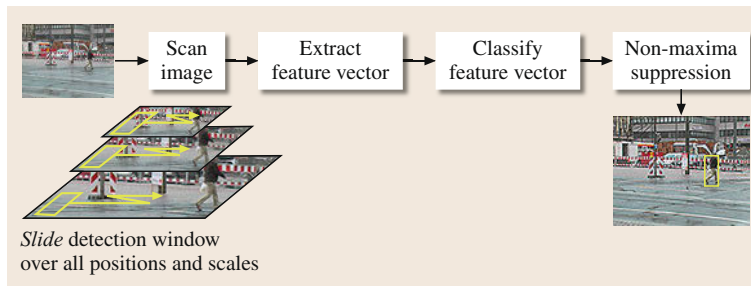 Scan
image
Extract
feature vector
Classify
feature vector
Non-maxima
suppression
Slide detection window
over all positions and scales